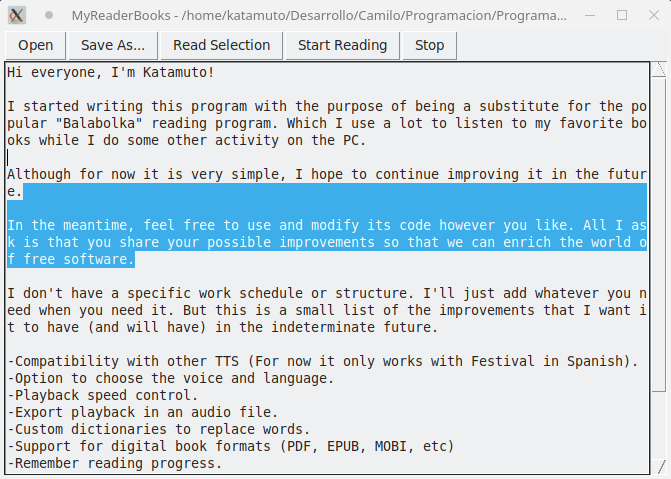 MyReaderBooks - /home/katamuto/Desarrollo/Camilo/Programacion/Programa...
Open Save As... Read Selection Start Reading Stop
Hi everyone, I'm Katamuto!
I started writing this program with the purpose of being a substitute for the po
pular "Balabolka" reading program. Which I use a lot to listen to my favorite bo
oks while I do some other activity on the PC.
Although for now it is very simple, I hope to continue improving it in the futur
e.
In the meantime, feel free to use and modify its code however you like. All I as
k is that you share your possible improvements so that we can enrich the world o
f free software.
I don't have a specific work schedule or structure. I'll just add whatever you n
eed when you need it. But this is a small list of the improvements that I want i
t to have (and will have) in the indeterminate future.
-Compatibility with other TTS (For now it only works with Festival in Spanish).
-Option to choose the voice and language.
-Playback speed control.
-Export playback in an audio file.
-Custom dictionaries to replace words.
-Support for digital book formats (PDF, EPUB, MOBI, etc)
-Remember reading progress.